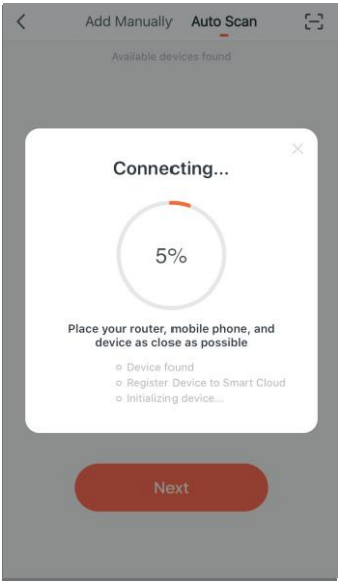 Add Manually Auto Scan
Available devices found
Connecting...
5%
Place your router, mobile phone, and
device as close as possible
Device found
Register Device to Smart Cloud
Initializing device...
Next